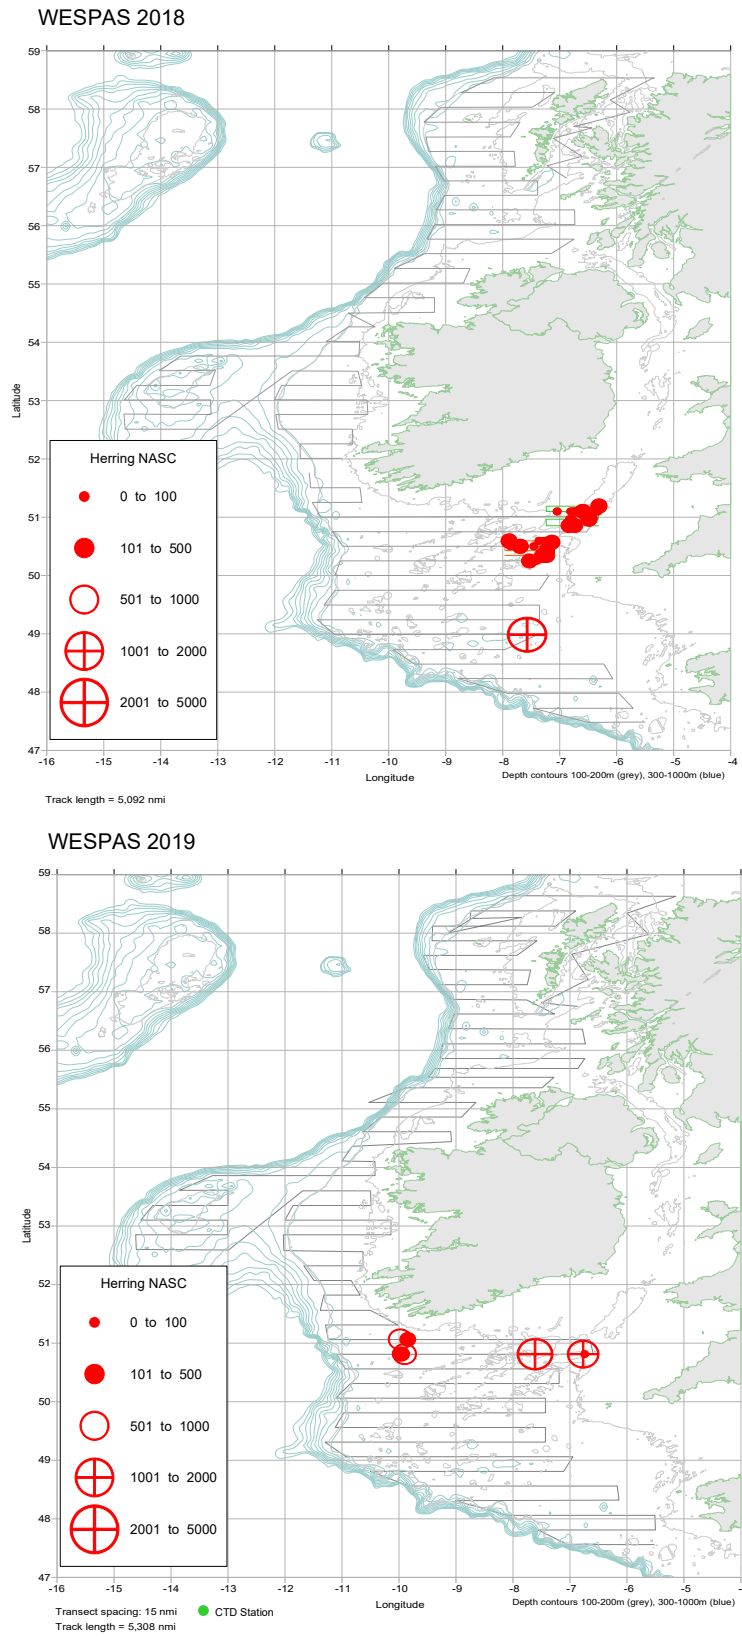 WESPAS 2018
59
58
57
56
55
54
53
52
51
50
49
48
47
Latitude
Herring NASC
0 to 100
101 to 500
501 to 1000
1001 to 2000
2001 to 5000
-16 -15 -14 -13 -12 -11 -10 -9 -8 -7 -6 -5 -4
Longitude
Depth contours 100-200m (grey), 300-1000m (blue)
Track length = 5,092 nmi
WESPAS 2019
59
58
57
56
55
54
53
52
51
50
49
48
47
Latitude
Herring NASC
0 to 100
101 to 500
501 to 1000
1001 to 2000
2001 to 5000
-16 -15 -14 -13 -12 -11 -10 -9 -8 -7 -6 -5 -
Longitude
Depth contours 100-200m (grey), 300-1000m (blue)
Transect spacing: 15 nmi
CTD Station
Track length = 5,308 nmi